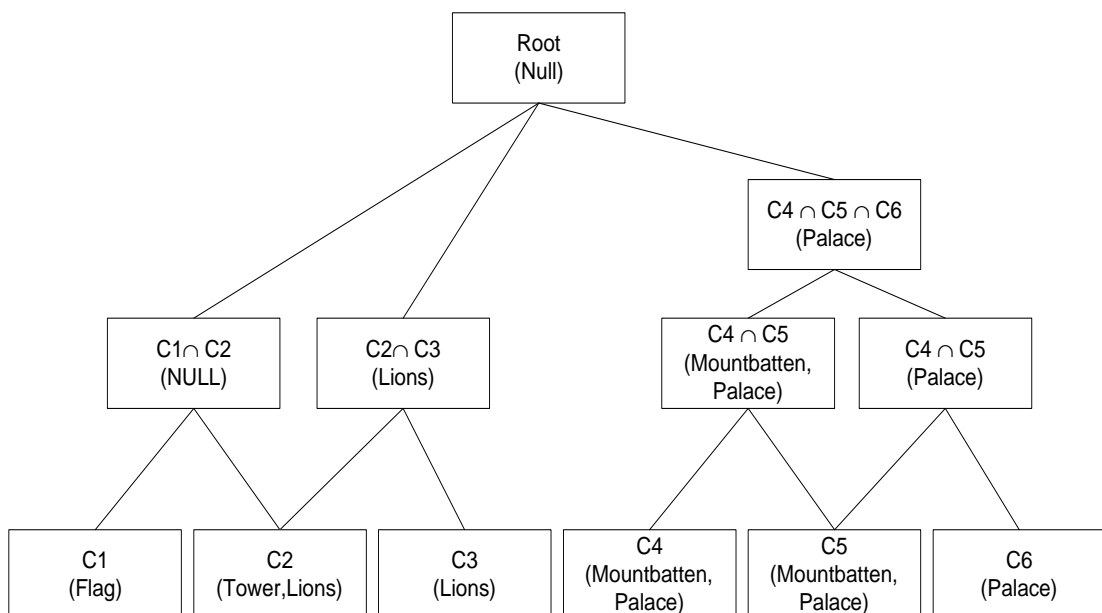 Root
(Null)
C4 ∩ C5 ∩ C6
(Palace)
C1∩ C2
(NULL)
C2∩ C3
(Lions)
C4 ∩ C5
(Mountbatten,
Palace)
C4 ∩ C5
(Palace)
C1
(Flag)
C2
(Tower,Lions)
C3
(Lions)
C4
(Mountbatten,
Palace)
C5
(Mountbatten,
Palace)
C6
(Palace)